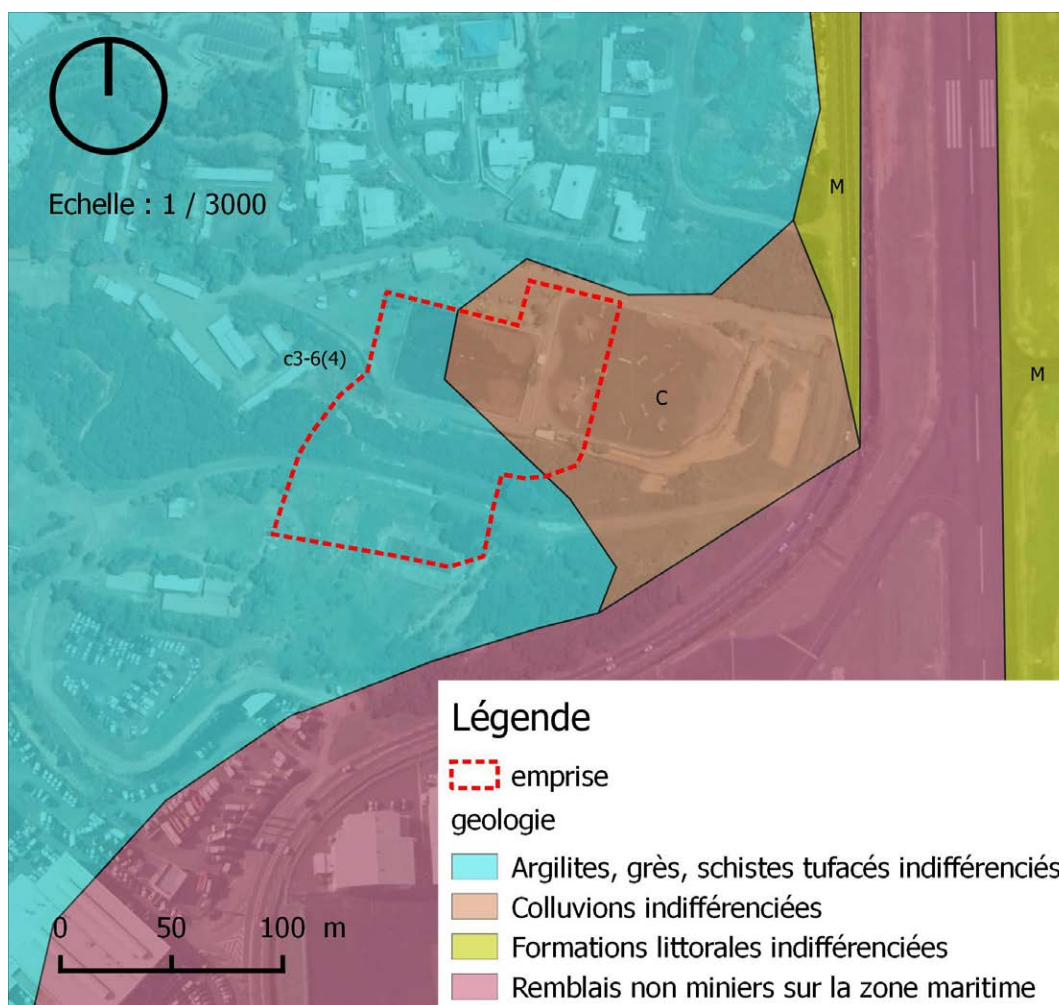 Echelle : 1 / 3000
M
c3-6(4)
C
M
Légende
emprise
geologie
Argilites, grès, schistes tufacés indifférenciés
Colluvions indifférenciées
Formations littorales indifférenciées
Remblais non miniers sur la zone maritime
0 50 100 m